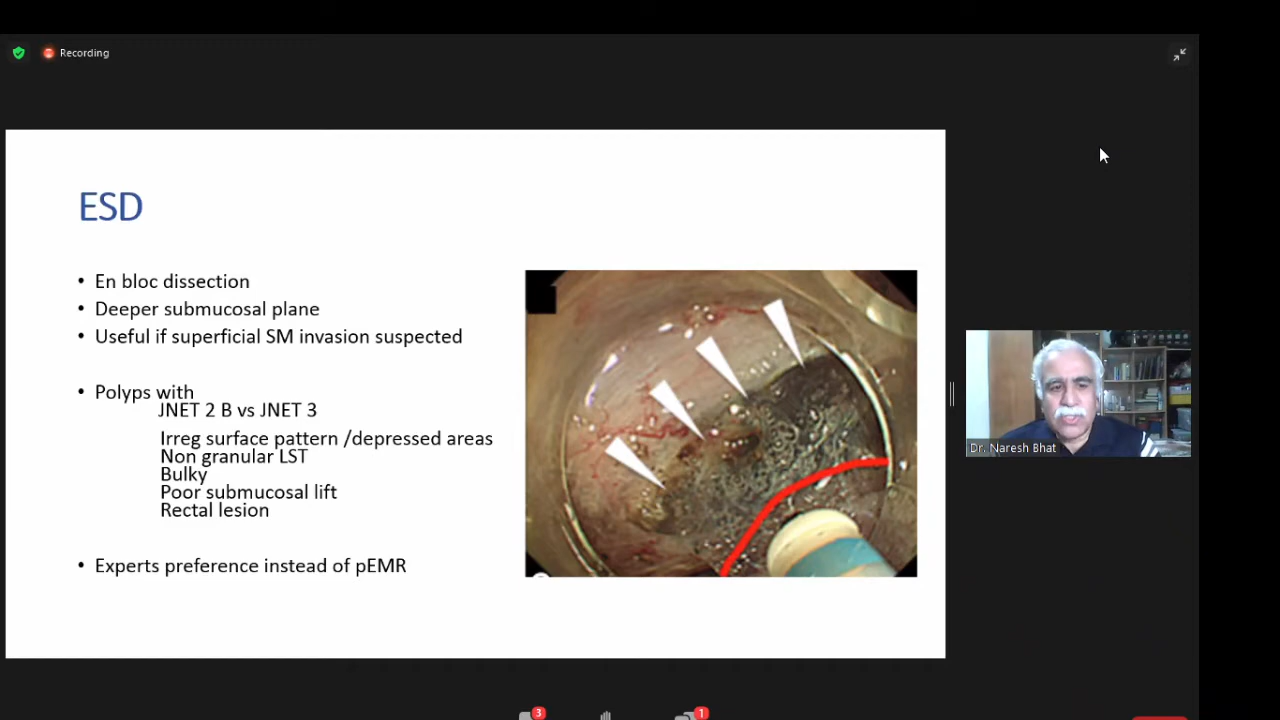 Recording
ESD
• En bloc dissection
• Deeper submucosal plane
• Useful if superficial SM invasion suspected
• Polyps with
JNET 2 B vs JNET 3
Irreg surface pattern /depressed areas
Non granular LST
Bulky
Poor submucosal lift
Rectal lesion
• Experts preference instead of pEMR
Dr. Naresh Bhat
3
1